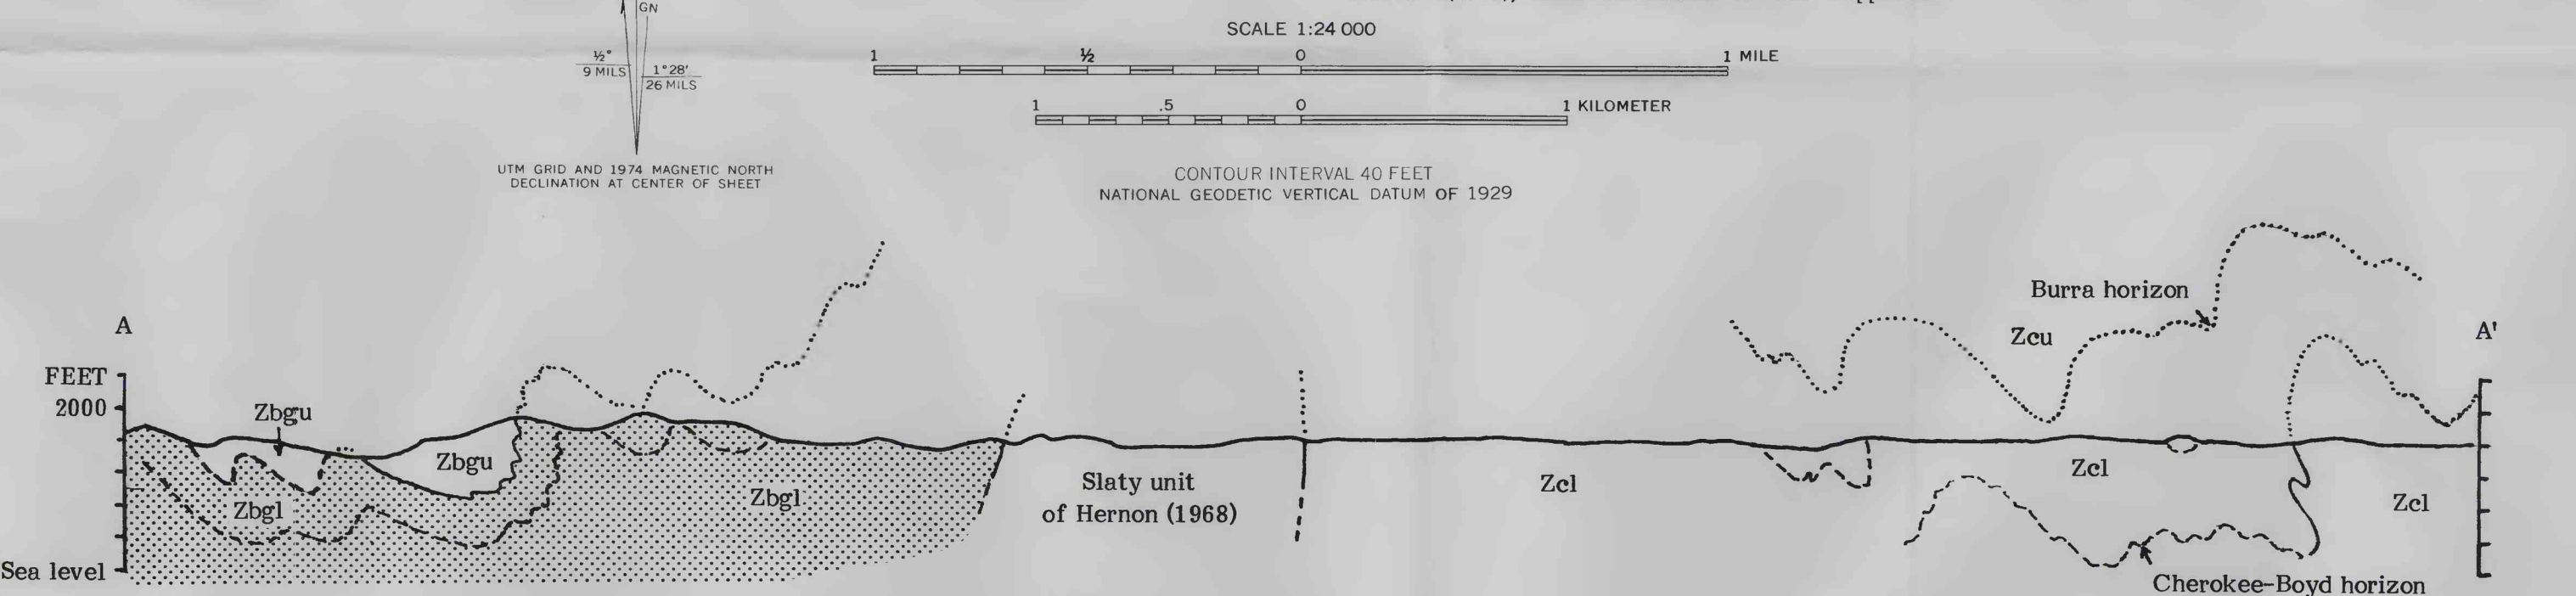 GN
½°
9 MILS
1°28'
26 MILS
UTM GRID AND 1974 MAGNETIC NORTH
DECLINATION AT CENTER OF SHEET
SCALE 1:24 000
1 ½ 0 1 MILE
1 .5 0 1 KILOMETER
CONTOUR INTERVAL 40 FEET
NATIONAL GEODETIC VERTICAL DATUM OF 1929
A
A'
FEET
2000
Sea level
Zbgu
Zbgu
Zbgl
Zbgl
Slaty unit
of Hernon (1968)
Zcl
Burra horizon
Zcu
Zcl
Zcl
Cherokee-Boyd horizon